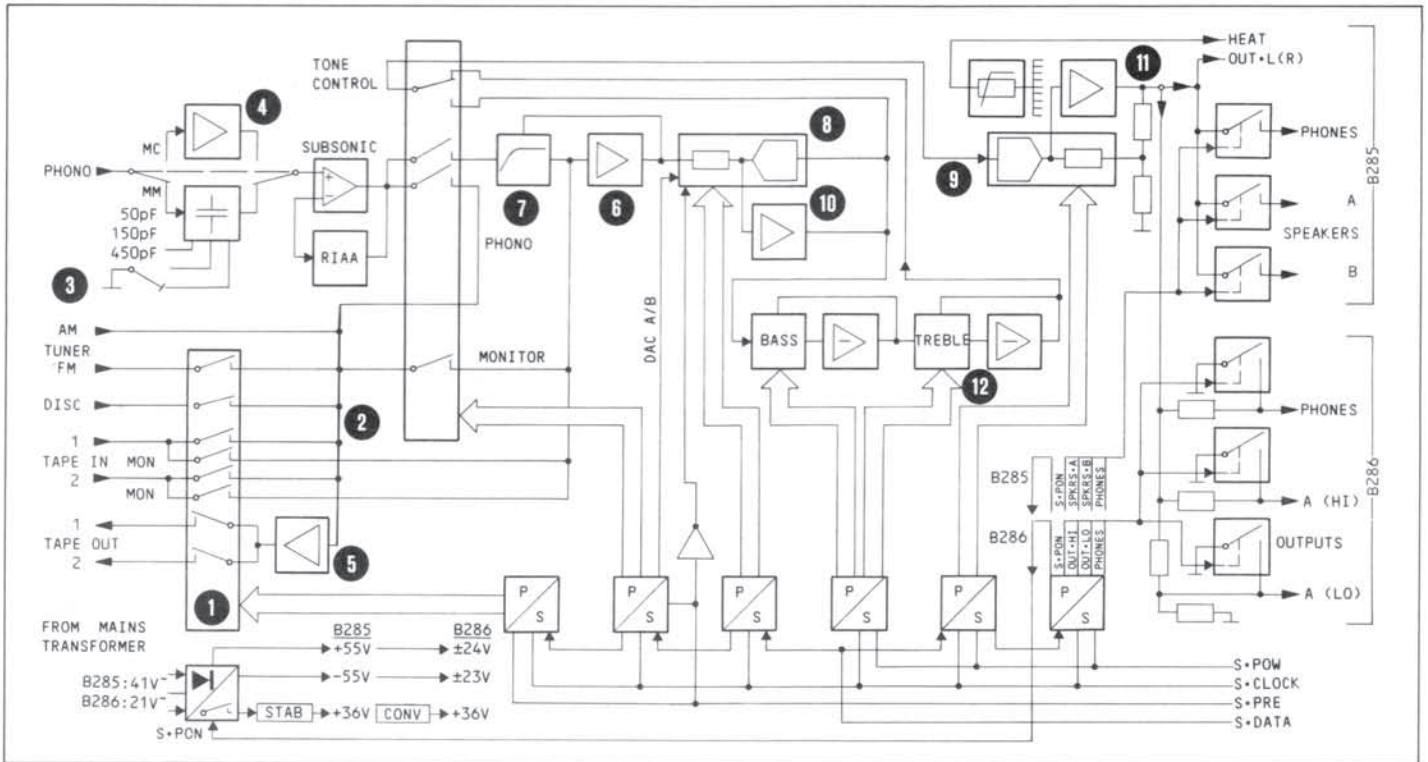 HEAT
OUT•L(R)
TONE
CONTROL
11
4
MC
SUBSONIC
8
PHONES
PHONO
9
MM
50pF
150pF
450pF
7
6
10
A
SPEAKERS
B
B285
3
RIAA
PHONO
AM
TUNER
FM
MONITOR
DAC A/B
BASS
TREBLE
12
DISC
2
1
TAPE IN MON
2
MON
PHONES
B285
S•PON
SPKRS•A
SPKRS•B
PHONES
A (HI)
B286
1
TAPE OUT
2
5
B286
S•PON
OUT•HI
OUT•LO
PHONES
OUTPUTS
1
P
S
P
S
P
S
P
S
P
S
P
S
A (LO)
FROM MAINS
TRANSFORMER
B285
B286
+55V
±24V
B285:41V~
-55V
±23V
B286:21V~
STAB
+36V
CONV
+36V
S•PON
S•POW
S•CLOCK
S•PRE
S•DATA